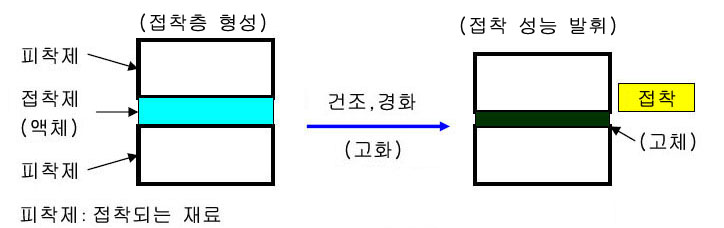 (접착층 형성)
(접착 성능 발휘)
피착제
접착제
(액체)
피착제
건조,경화
(고화)
접착
(고체)
피착제:접착되는 재료